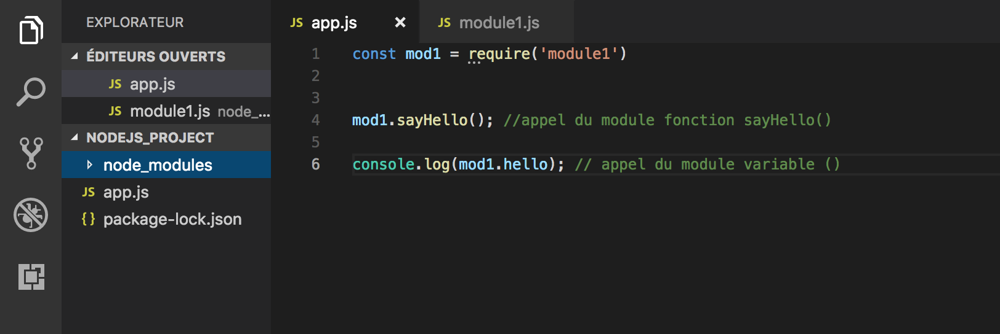 EXPLORATEUR
ÉDITEURS OUVERTS
JS app.js
JS module1.js node_...
NODEJS_PROJECT
node_modules
JS app.js
{ } package-lock.json
JS app.js ×
JS module1.js
1 const mod1 = require('module1')
2
3
4 mod1.sayHello(); //appel du module fonction sayHello()
5
6 console.log(mod1.hello); // appel du module variable ()